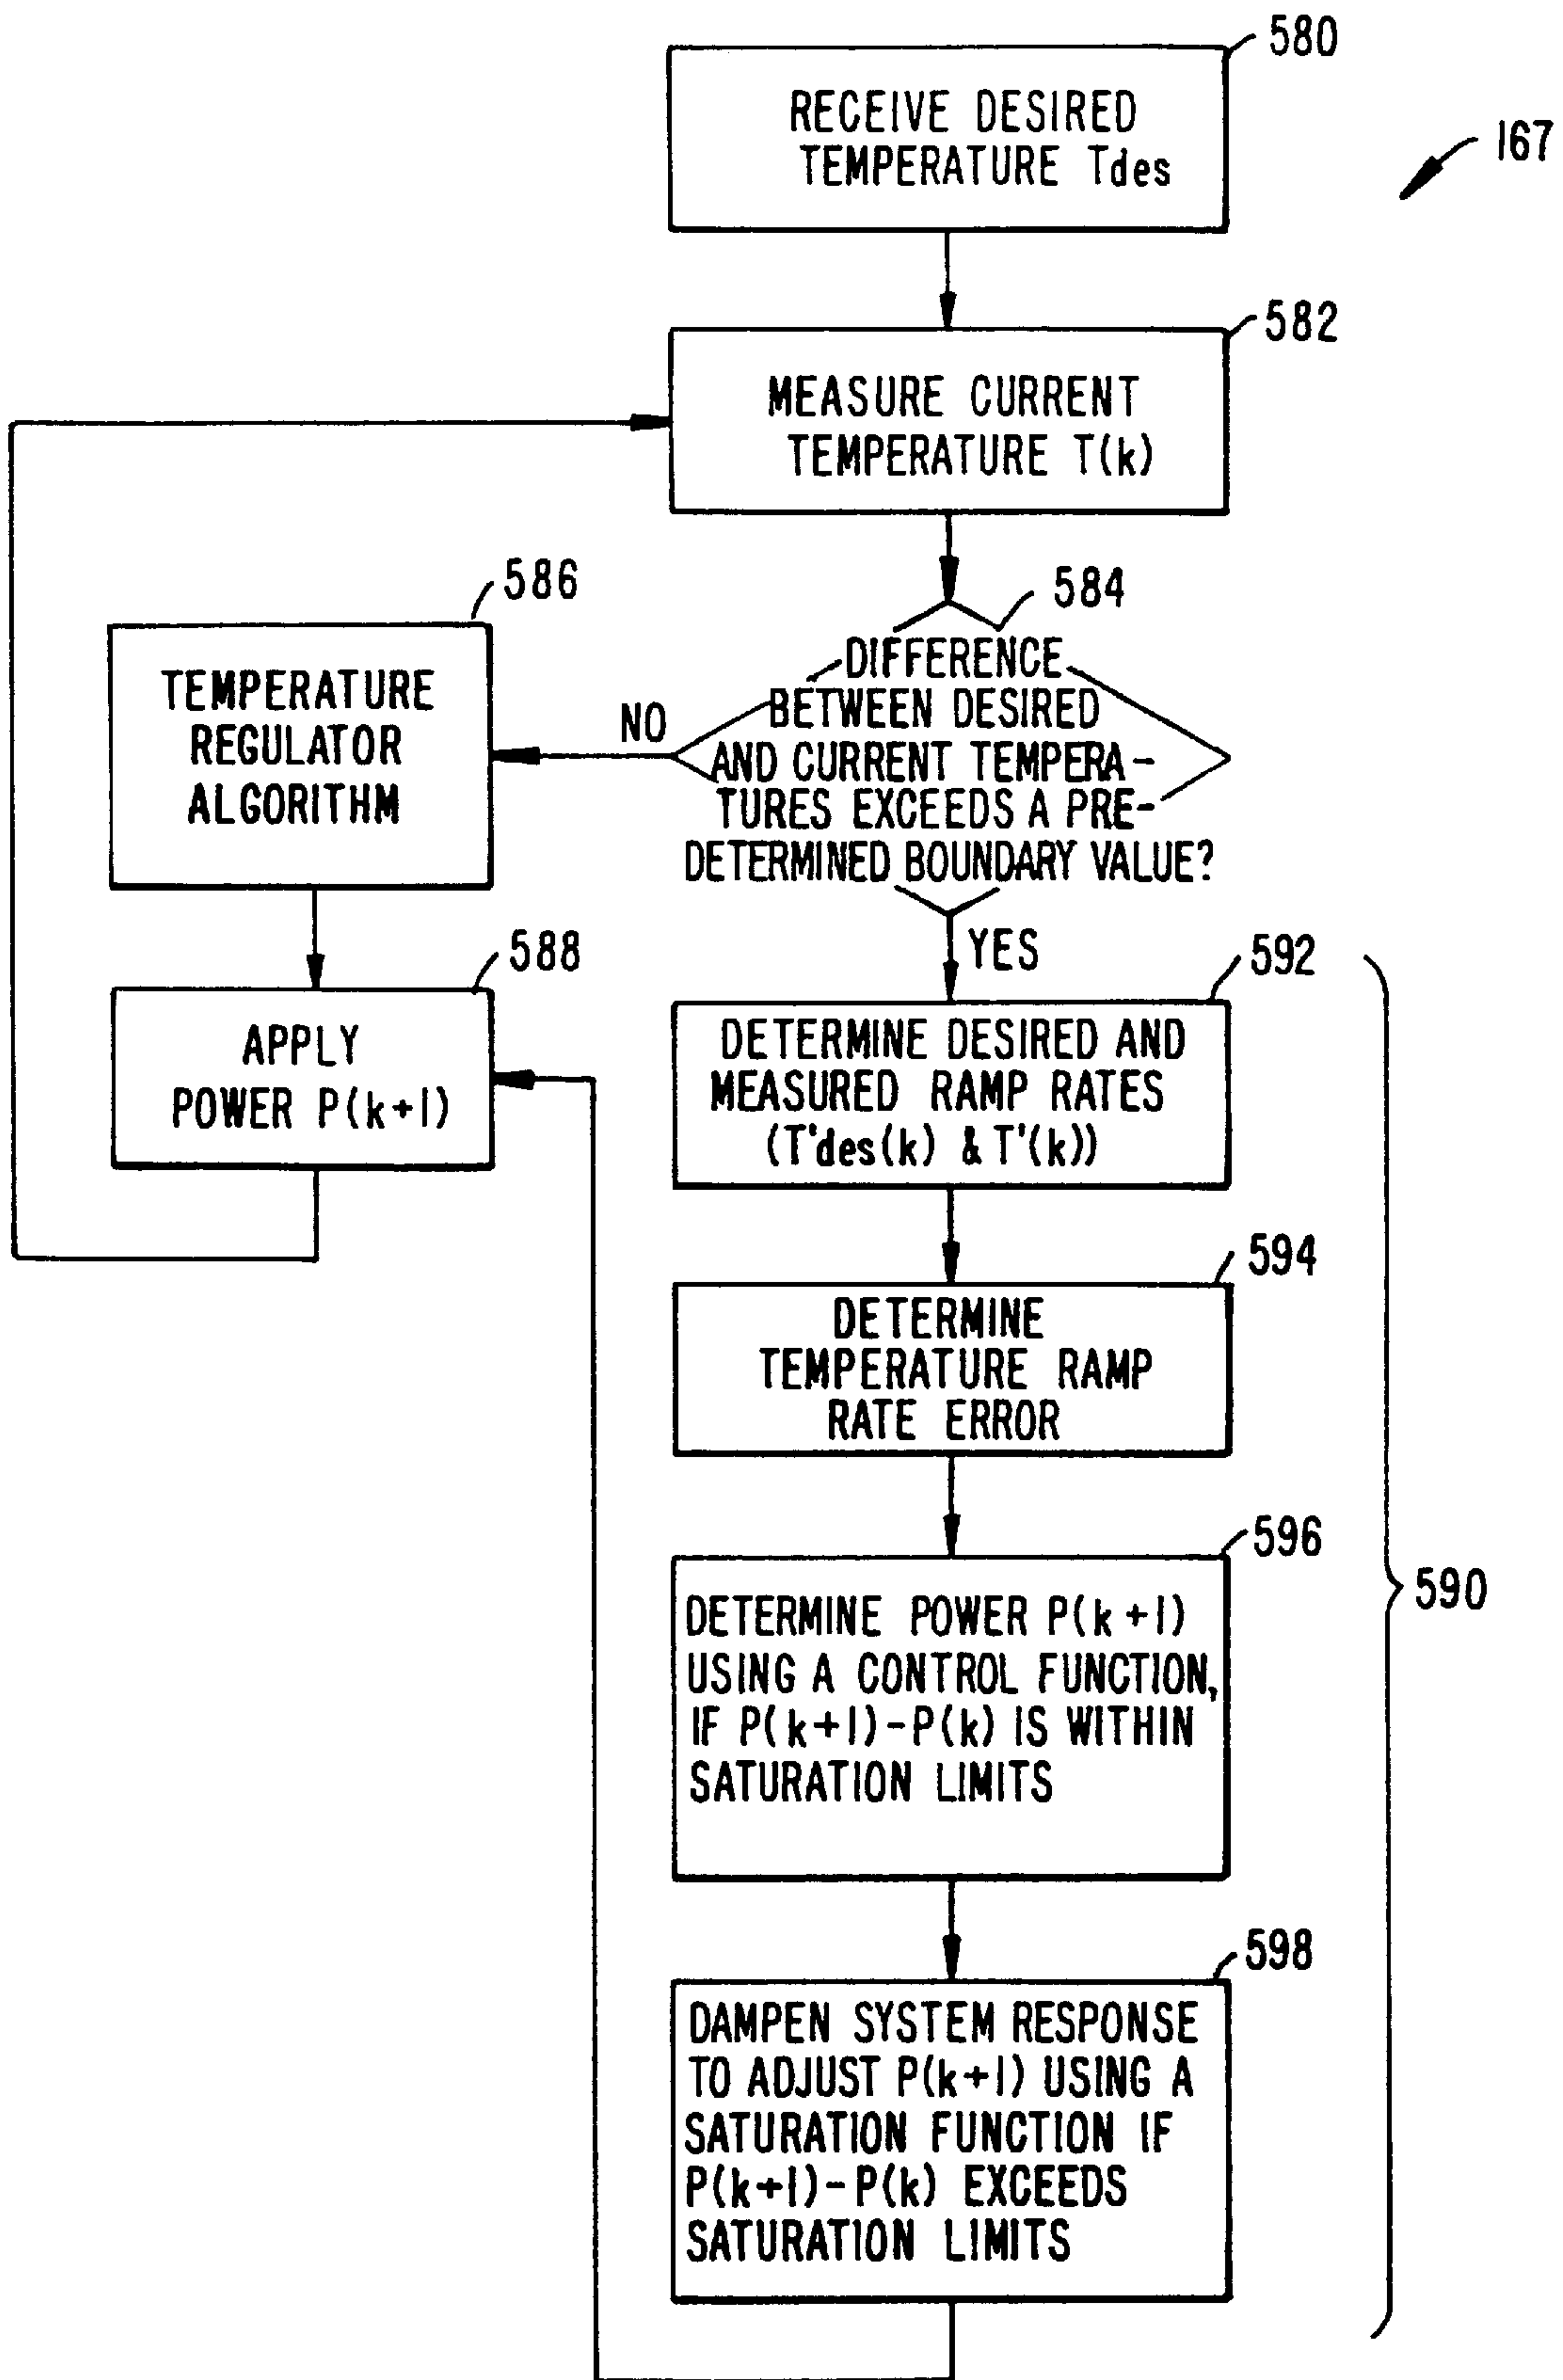 580
RECEIVE DESIRED
TEMPERATURE Tdes
167
582
MEASURE CURRENT
TEMPERATURE T(k)
584
DIFFERENCE
BETWEEN DESIRED
AND CURRENT TEMPERA-
TURES EXCEEDS A PRE-
DETERMINED BOUNDARY VALUE?
NO
586
TEMPERATURE
REGULATOR
ALGORITHM
588
APPLY
POWER P(k+1)
YES
592
DETERMINE DESIRED AND
MEASURED RAMP RATES
(T'des(k) & T'(k))
594
DETERMINE
TEMPERATURE RAMP
RATE ERROR
596
DETERMINE POWER P(k+1)
USING A CONTROL FUNCTION,
IF P(k+1)-P(k) IS WITHIN
SATURATION LIMITS
590
598
DAMPEN SYSTEM RESPONSE
TO ADJUST P(k+1) USING A
SATURATION FUNCTION IF
P(k+1)-P(k) EXCEEDS
SATURATION LIMITS